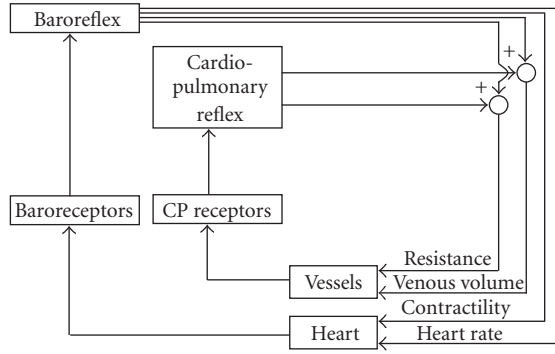 Baroreflex
Cardio-
pulmonary
reflex
+
+
Baroreceptors
CP receptors
Resistance
Vessels
Venous volume
Contractility
Heart
Heart rate